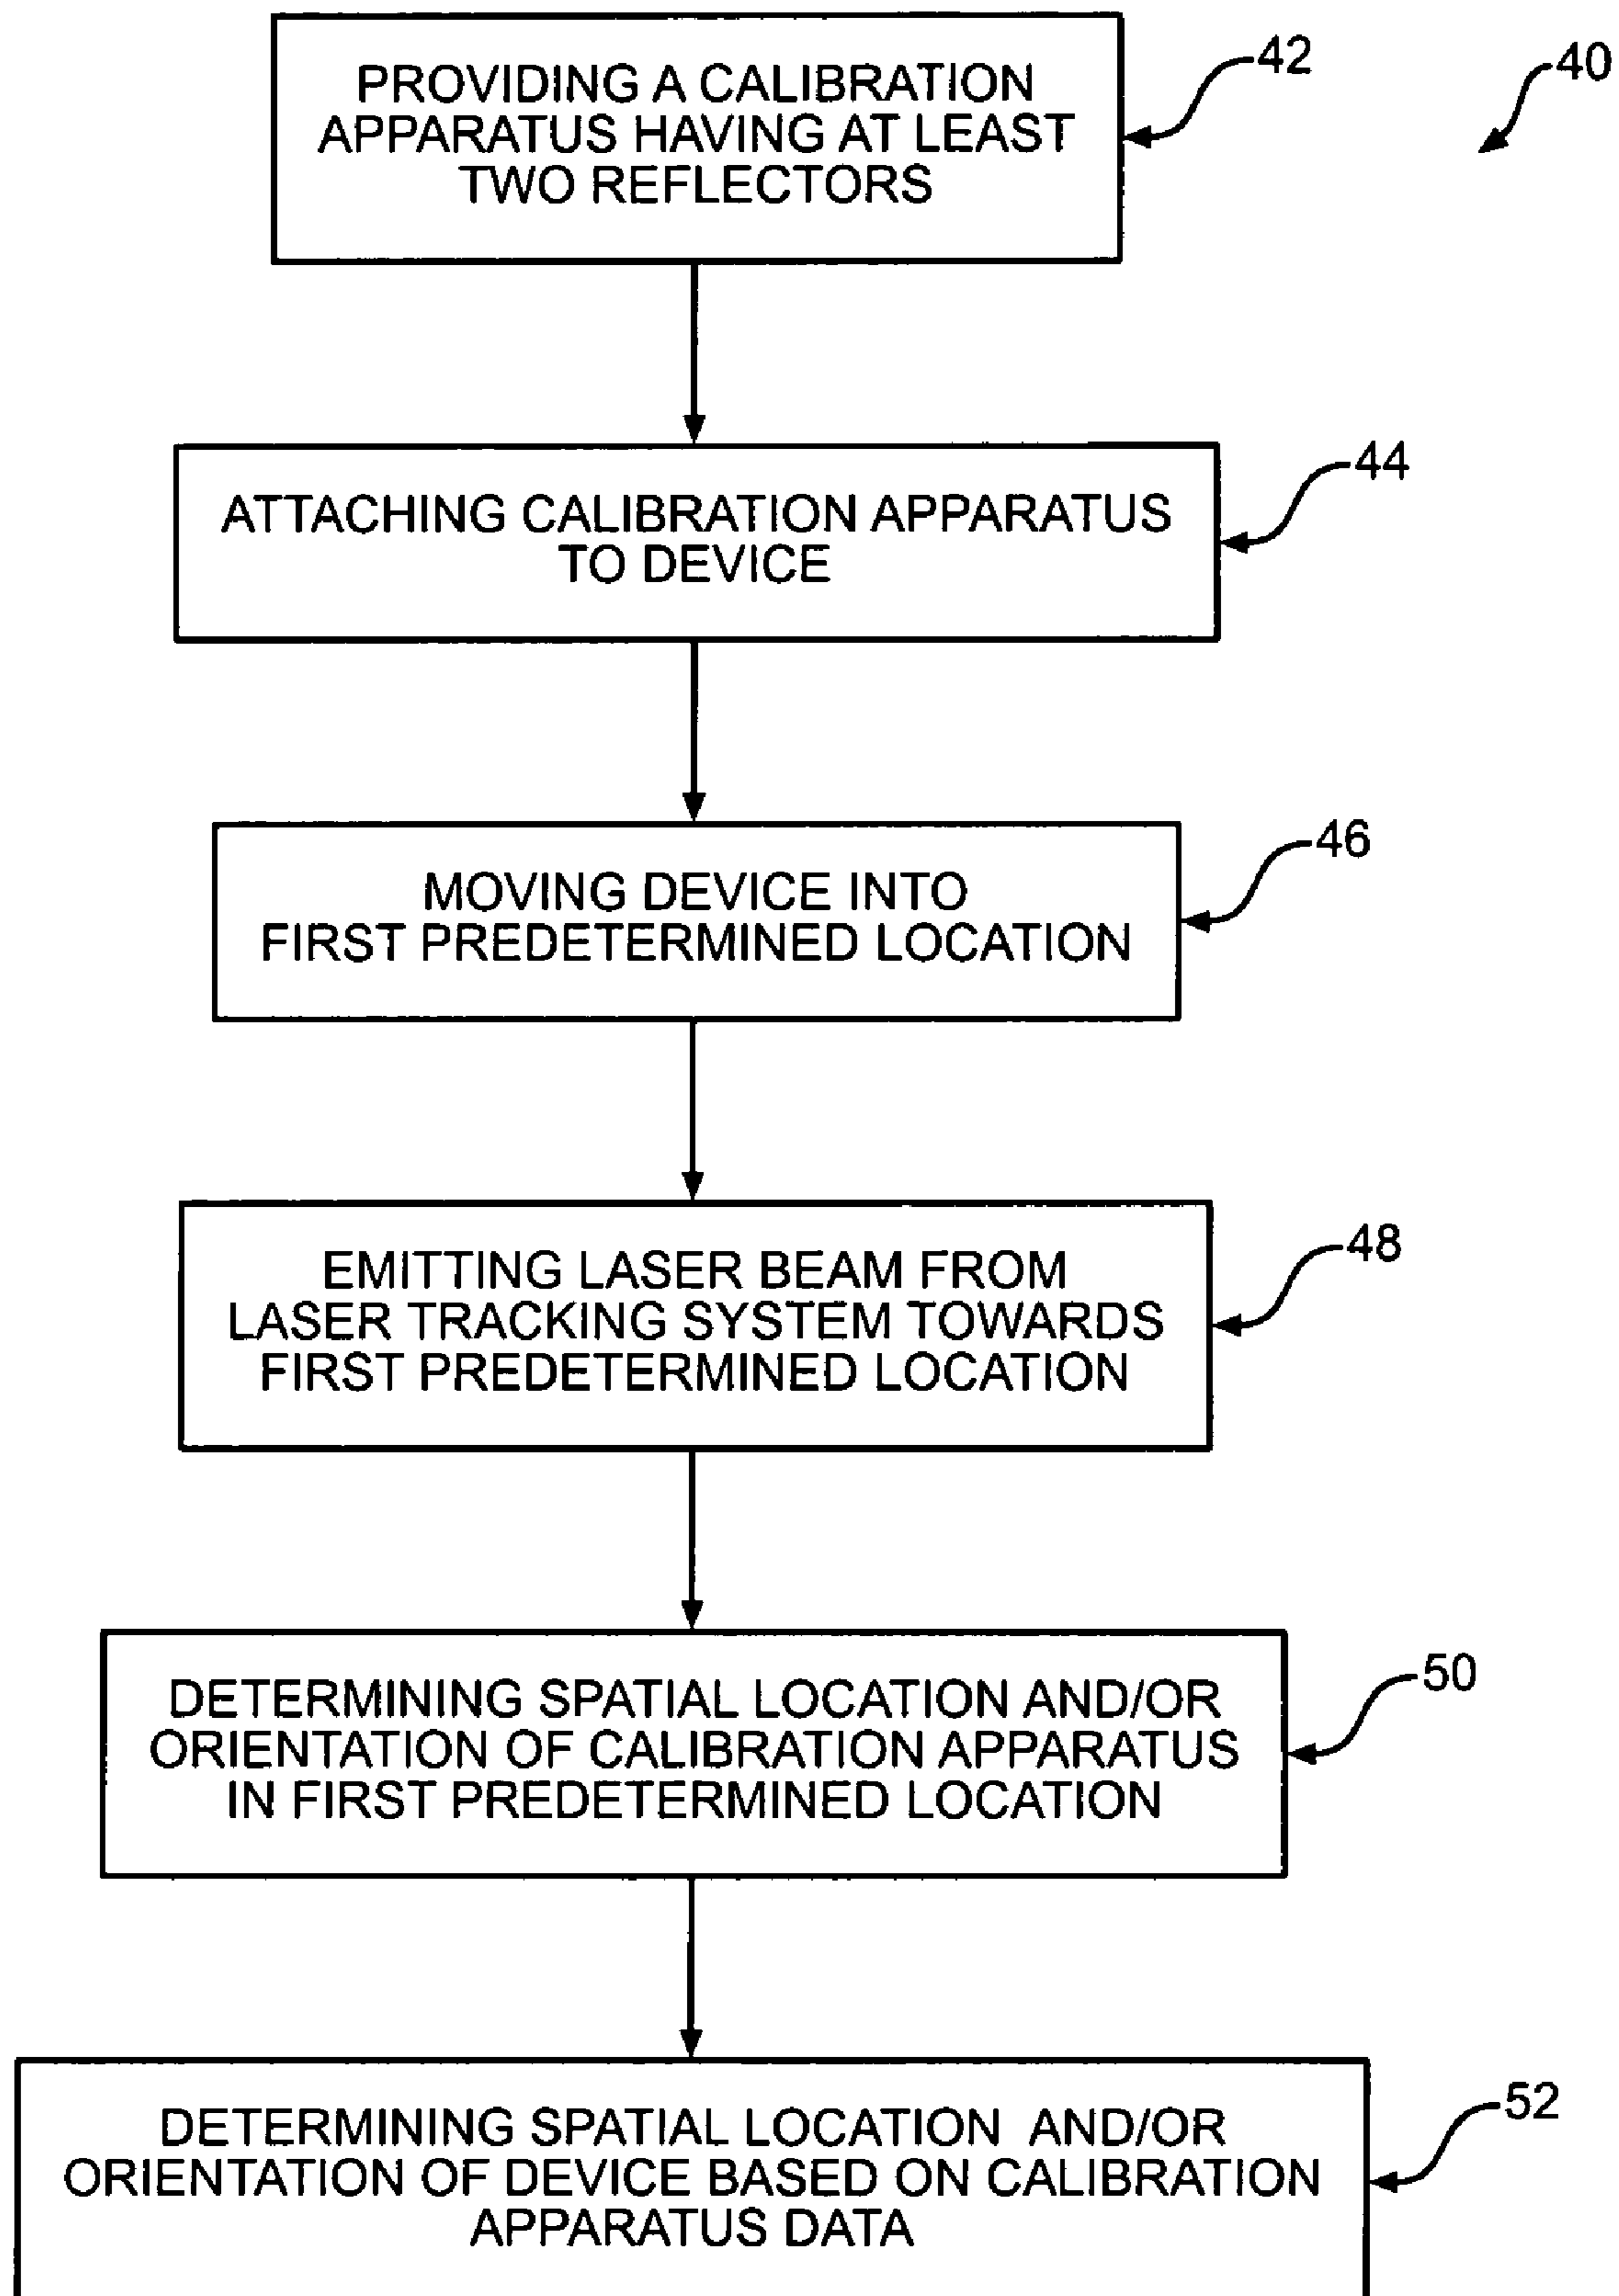 PROVIDING A CALIBRATION
APPARATUS HAVING AT LEAST
TWO REFLECTORS
42
40
ATTACHING CALIBRATION APPARATUS
TO DEVICE
44
MOVING DEVICE INTO
FIRST PREDETERMINED LOCATION
46
EMITTING LASER BEAM FROM
LASER TRACKING SYSTEM TOWARDS
FIRST PREDETERMINED LOCATION
48
DETERMINING SPATIAL LOCATION AND/OR
ORIENTATION OF CALIBRATION APPARATUS
IN FIRST PREDETERMINED LOCATION
50
DETERMINING SPATIAL LOCATION AND/OR
ORIENTATION OF DEVICE BASED ON CALIBRATION
APPARATUS DATA
52